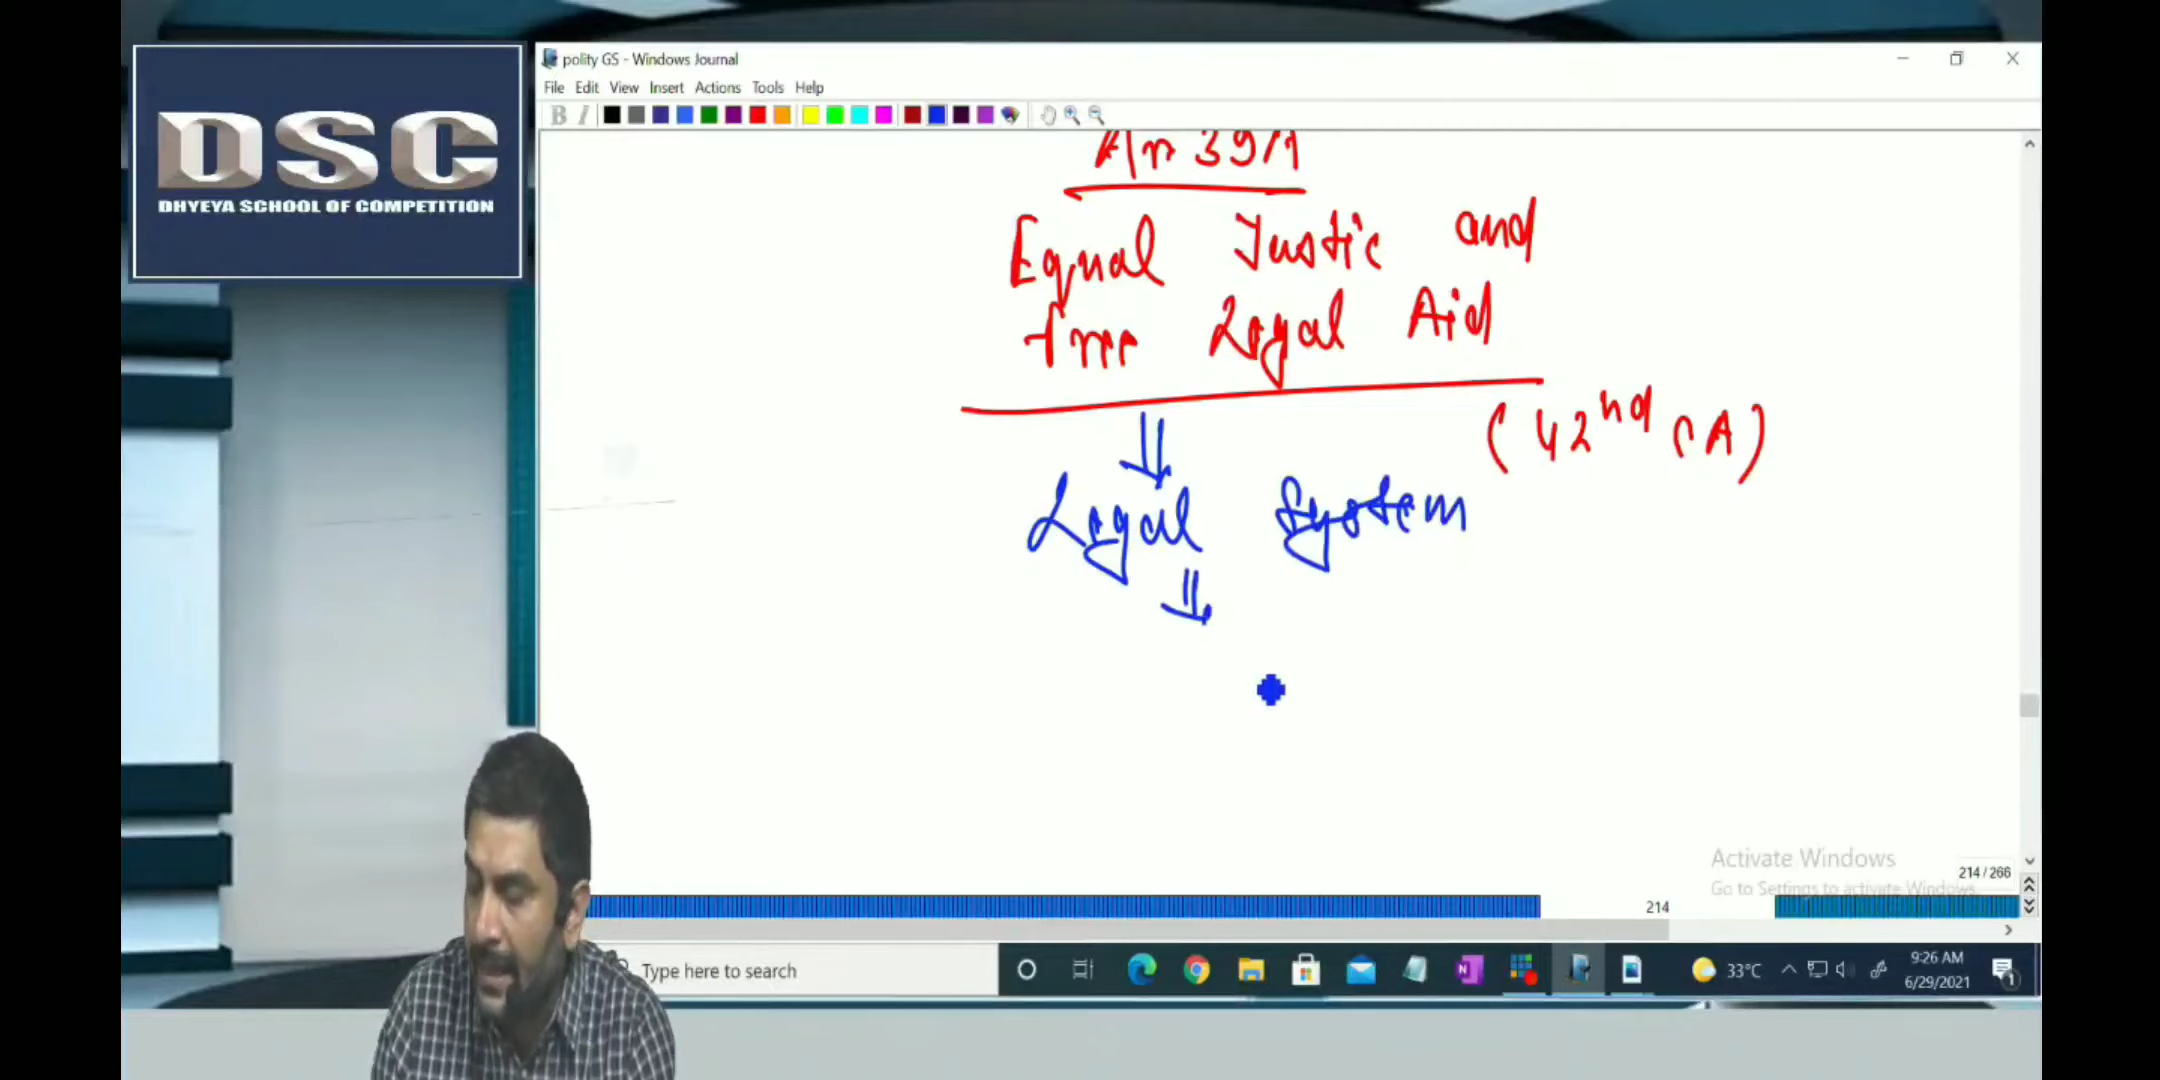 polity GS - Windows Journal
File Edit View Insert Actions Tools Help
B I
DSC
DHYEYA SCHOOL OF COMPETITION
Ar 39A
Equal Justic and
free Legal Aid
(42nd CA)
Legal System
Activate Windows
Go to Settings to activate Windows.
214 / 266
214
Type here to search
33°C
9:26 AM
6/29/2021
1